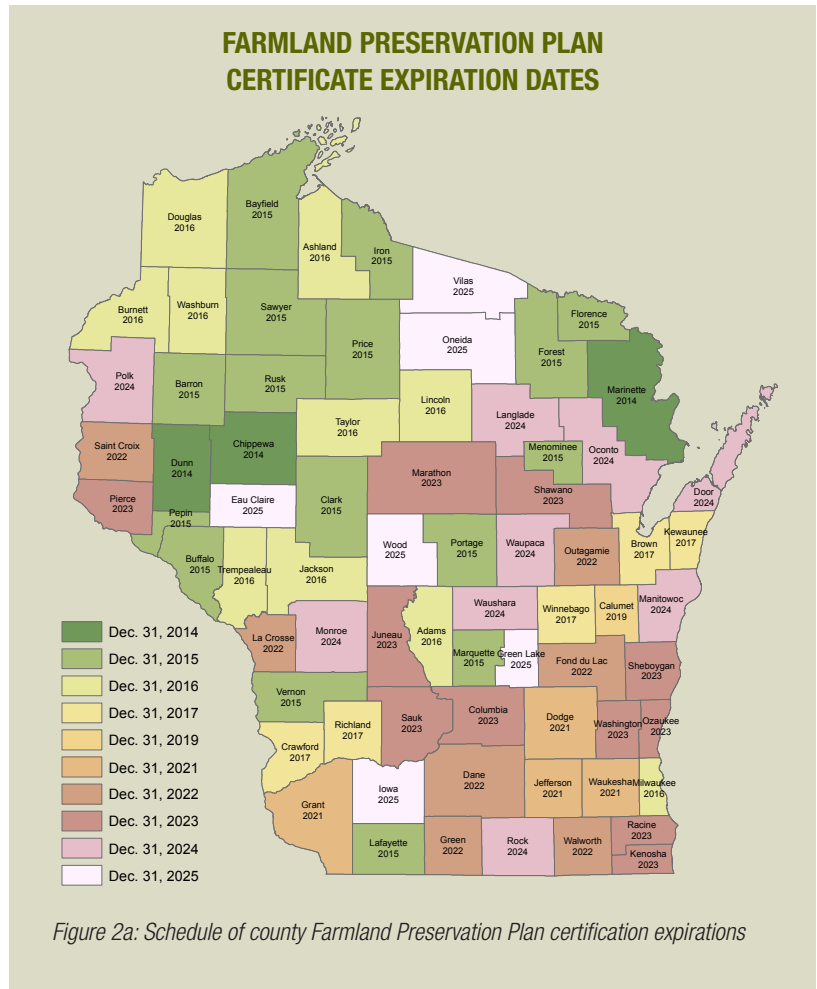 FARMLAND PRESERVATION PLAN
CERTIFICATE EXPIRATION DATES
Douglas
2016
Bayfield
2015
Ashland
2016
Iron
2015
Vilas
2025
Burnett
2016
Washburn
2016
Sawyer
2015
Price
2015
Oneida
2025
Florence
2015
Forest
2015
Marinette
2014
Polk
2024
Barron
2015
Rusk
2015
Lincoln
2016
Taylor
2016
Langlade
2024
Oconto
2024
Menominee
2015
Saint Croix
2022
Dunn
2014
Chippewa
2014
Marathon
2023
Shawano
2023
Door
2024
Pierce
2023
Pepin
2015
Eau Claire
2025
Clark
2015
Wood
2025
Portage
2015
Waupaca
2024
Outagamie
2022
Brown
2017
Kewaunee
2017
Buffalo
2015
Trempealeau
2016
Jackson
2016
Waushara
2024
Winnebago
2017
Calumet
2019
Manitowoc
2024
La Crosse
2022
Monroe
2024
Juneau
2023
Adams
2016
Marquette
2015
Green Lake
2025
Fond du Lac
2022
Sheboygan
2023
Vernon
2015
Richland
2017
Sauk
2023
Columbia
2023
Dodge
2021
Washington
2023
Ozaukee
2023
Crawford
2017
Grant
2021
Iowa
2025
Dane
2022
Jefferson
2021
Waukesha
2021
Milwaukee
2016
Lafayette
2015
Green
2022
Rock
2024
Walworth
2022
Racine
2023
Kenosha
2023
Dec. 31, 2014
Dec. 31, 2015
Dec. 31, 2016
Dec. 31, 2017
Dec. 31, 2019
Dec. 31, 2021
Dec. 31, 2022
Dec. 31, 2023
Dec. 31, 2024
Dec. 31, 2025
Figure 2a: Schedule of county Farmland Preservation Plan certification expirations